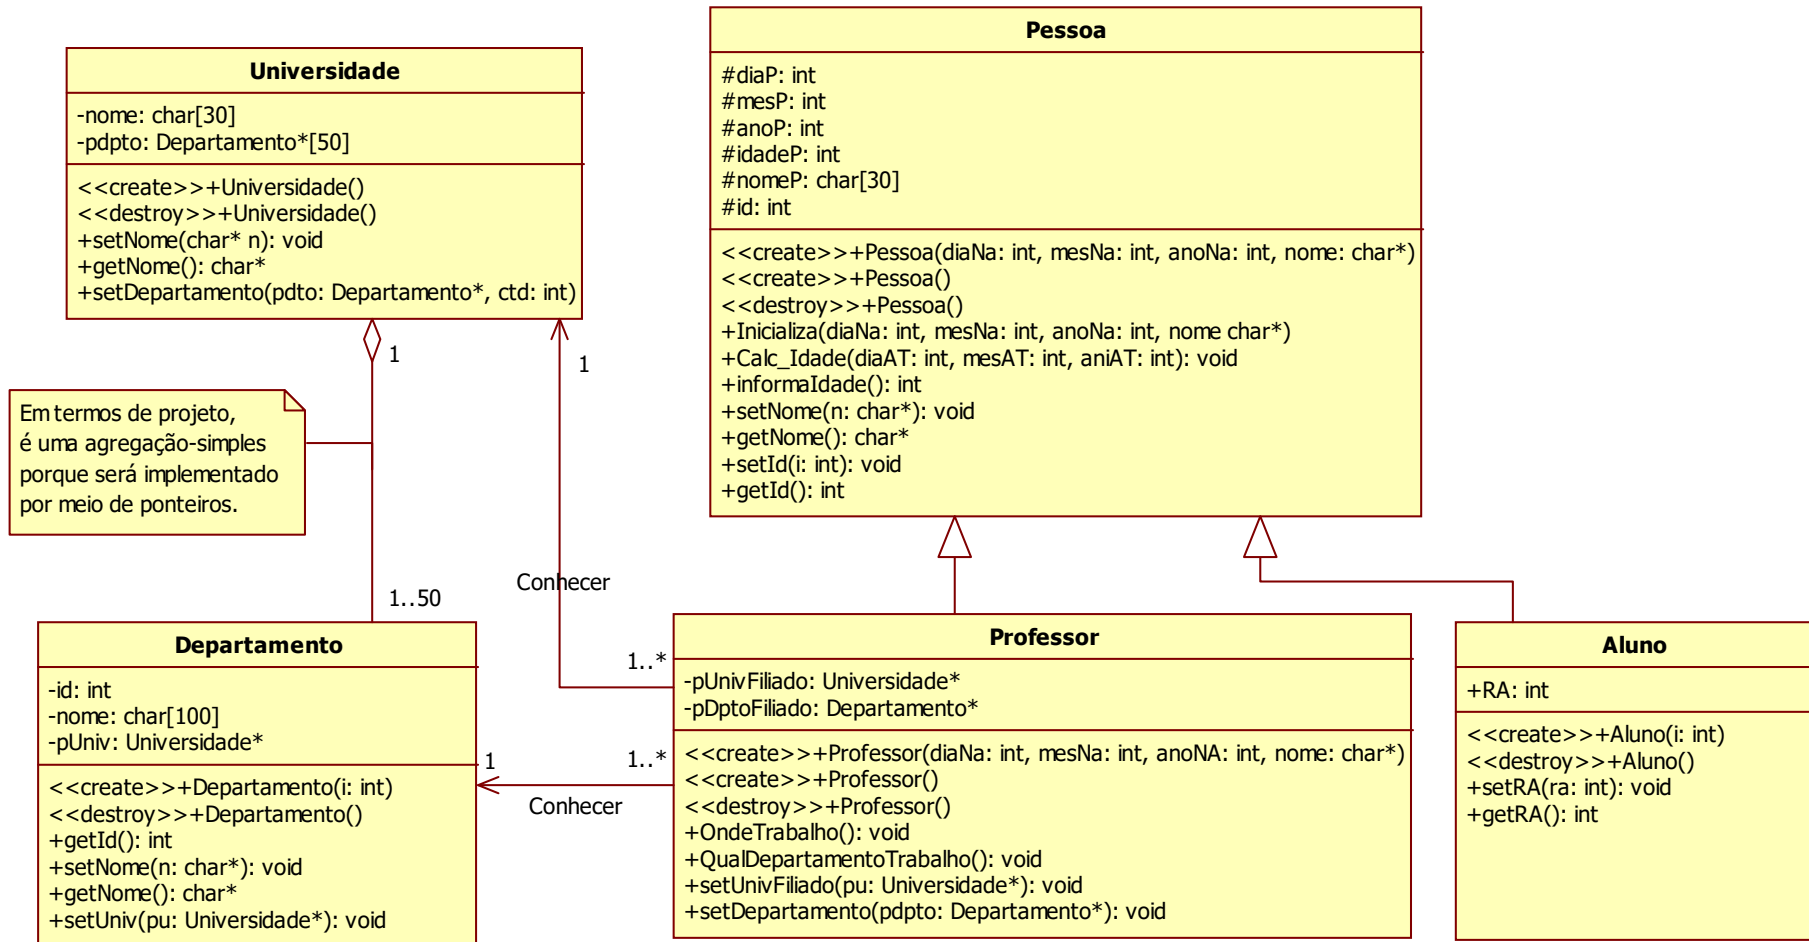 Universidade
-nome: char[30]
-pdpto: Departamento*[50]
<<create>>+Universidade()
<<destroy>>+Universidade()
+setNome(char* n): void
+getNome(): char*
+setDepartamento(pdto: Departamento*, ctd: int)
Pessoa
#diaP: int
#mesP: int
#anoP: int
#idadeP: int
#nomeP: char[30]
#id: int
<<create>>+Pessoa(diaNa: int, mesNa: int, anoNa: int, nome: char*)
<<create>>+Pessoa()
<<destroy>>+Pessoa()
+Inicializa(diaNa: int, mesNa: int, anoNa: int, nome char*)
+Calc_Idade(diaAT: int, mesAT: int, aniAT: int): void
+informaIdade(): int
+setNome(n: char*): void
+getNome(): char*
+setId(i: int): void
+getId(): int
1
1
Em termos de projeto,
é uma agregação-simples
porque será implementado
por meio de ponteiros.
Conhecer
1..50
1..*
Departamento
-id: int
-nome: char[100]
-pUniv: Universidade*
<<create>>+Departamento(i: int)
<<destroy>>+Departamento()
+getId(): int
+setNome(n: char*): void
+getNome(): char*
+setUniv(pu: Universidade*): void
1
1..*
Conhecer
Professor
-pUnivFiliado: Universidade*
-pDptoFiliado: Departamento*
<<create>>+Professor(diaNa: int, mesNa: int, anoNA: int, nome: char*)
<<create>>+Professor()
<<destroy>>+Professor()
+OndeTrabalho(): void
+QualDepartamentoTrabalho(): void
+setUnivFiliado(pu: Universidade*): void
+setDepartamento(pdpto: Departamento*): void
Aluno
+RA: int
<<create>>+Aluno(i: int)
<<destroy>>+Aluno()
+setRA(ra: int): void
+getRA(): int